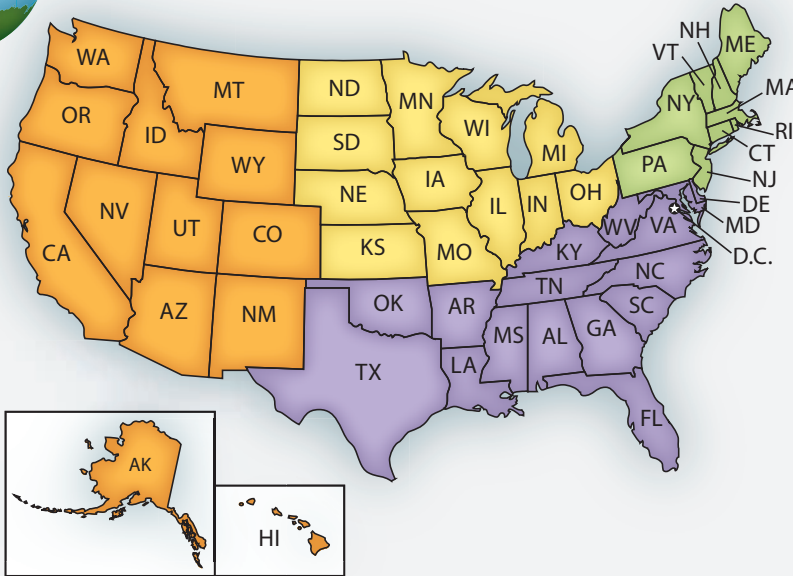 NH
WA
VT
ME
MT
ND
MN
MA
OR
NY
ID
WI
SD
RI
MI
WY
CT
PA
IA
NJ
NE
OH
IL
IN
DE
NV
UT
WV
VA
MD
CO
CA
KS
MO
KY
D.C.
NC
TN
OK
AR
SC
AZ
NM
MS
AL
GA
LA
TX
FL
AK
HI